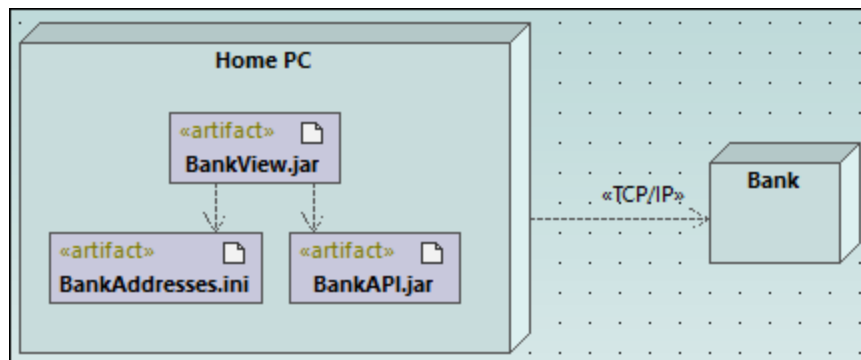 Home PC
«artifact»
BankView.jar
«artifact»
BankAddresses.ini
«artifact»
BankAPI.jar
«TCP/IP»
Bank